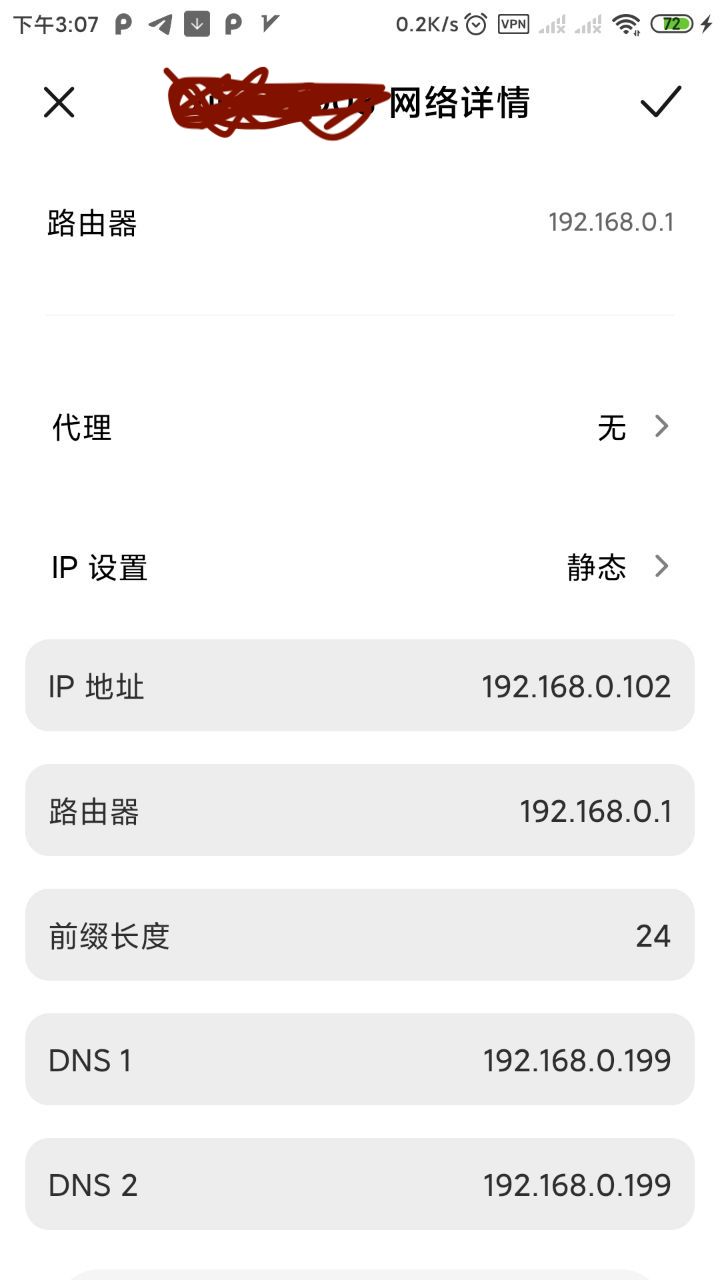 下午3:07 0.2K/s VPN 72
网络详情
路由器 192.168.0.1
代理 无
IP 设置 静态
IP 地址 192.168.0.102
路由器 192.168.0.1
前缀长度 24
DNS 1 192.168.0.199
DNS 2 192.168.0.199